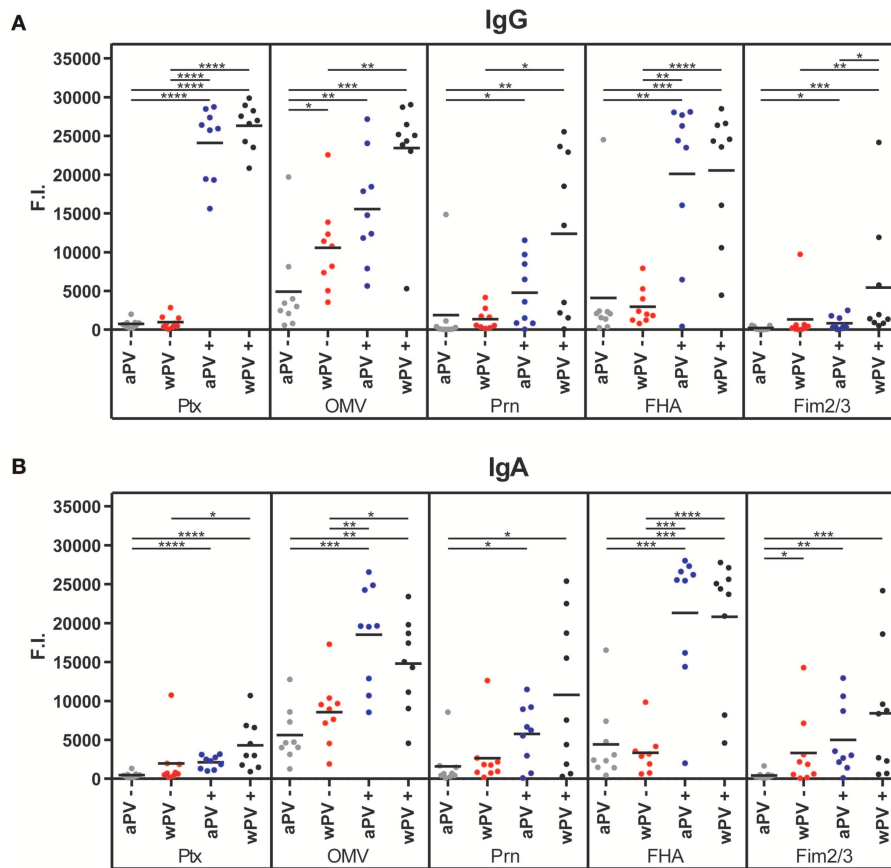 A
IgG
F.I.
35000
*
**** ** * **** **
30000
**** **
**** *** ** *** ***
**** ** * ** *
*
25000
20000
15000
10000
5000
0
aPV - wPV - aPV + wPV + aPV - wPV - aPV + wPV + aPV - wPV - aPV + wPV + aPV - wPV - aPV + wPV + aPV - wPV - aPV + wPV +
Ptx OMV Prn FHA Fim2/3
B
IgA
F.I.
35000
* * ****
** ***
**** ** * *** ***
30000
**** *** * *** **
*
25000
20000
15000
10000
5000
0
aPV - wPV - aPV + wPV + aPV - wPV - aPV + wPV + aPV - wPV - aPV + wPV + aPV - wPV - aPV + wPV + aPV - wPV - aPV + wPV +
Ptx OMV Prn FHA Fim2/3